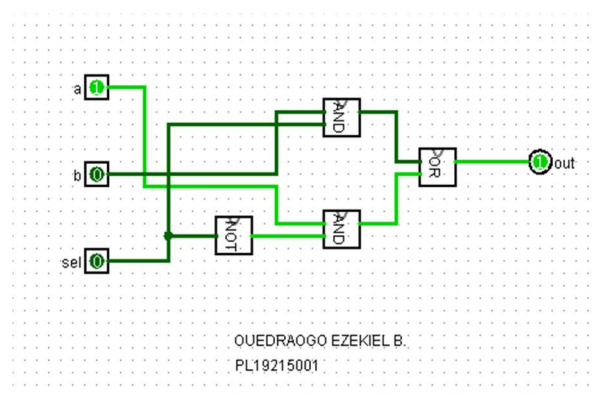 a 1
AND
b 0
OR
1 out
NOT
AND
sel 0
OUEDRAOGO EZEKIEL B.
PL19215001